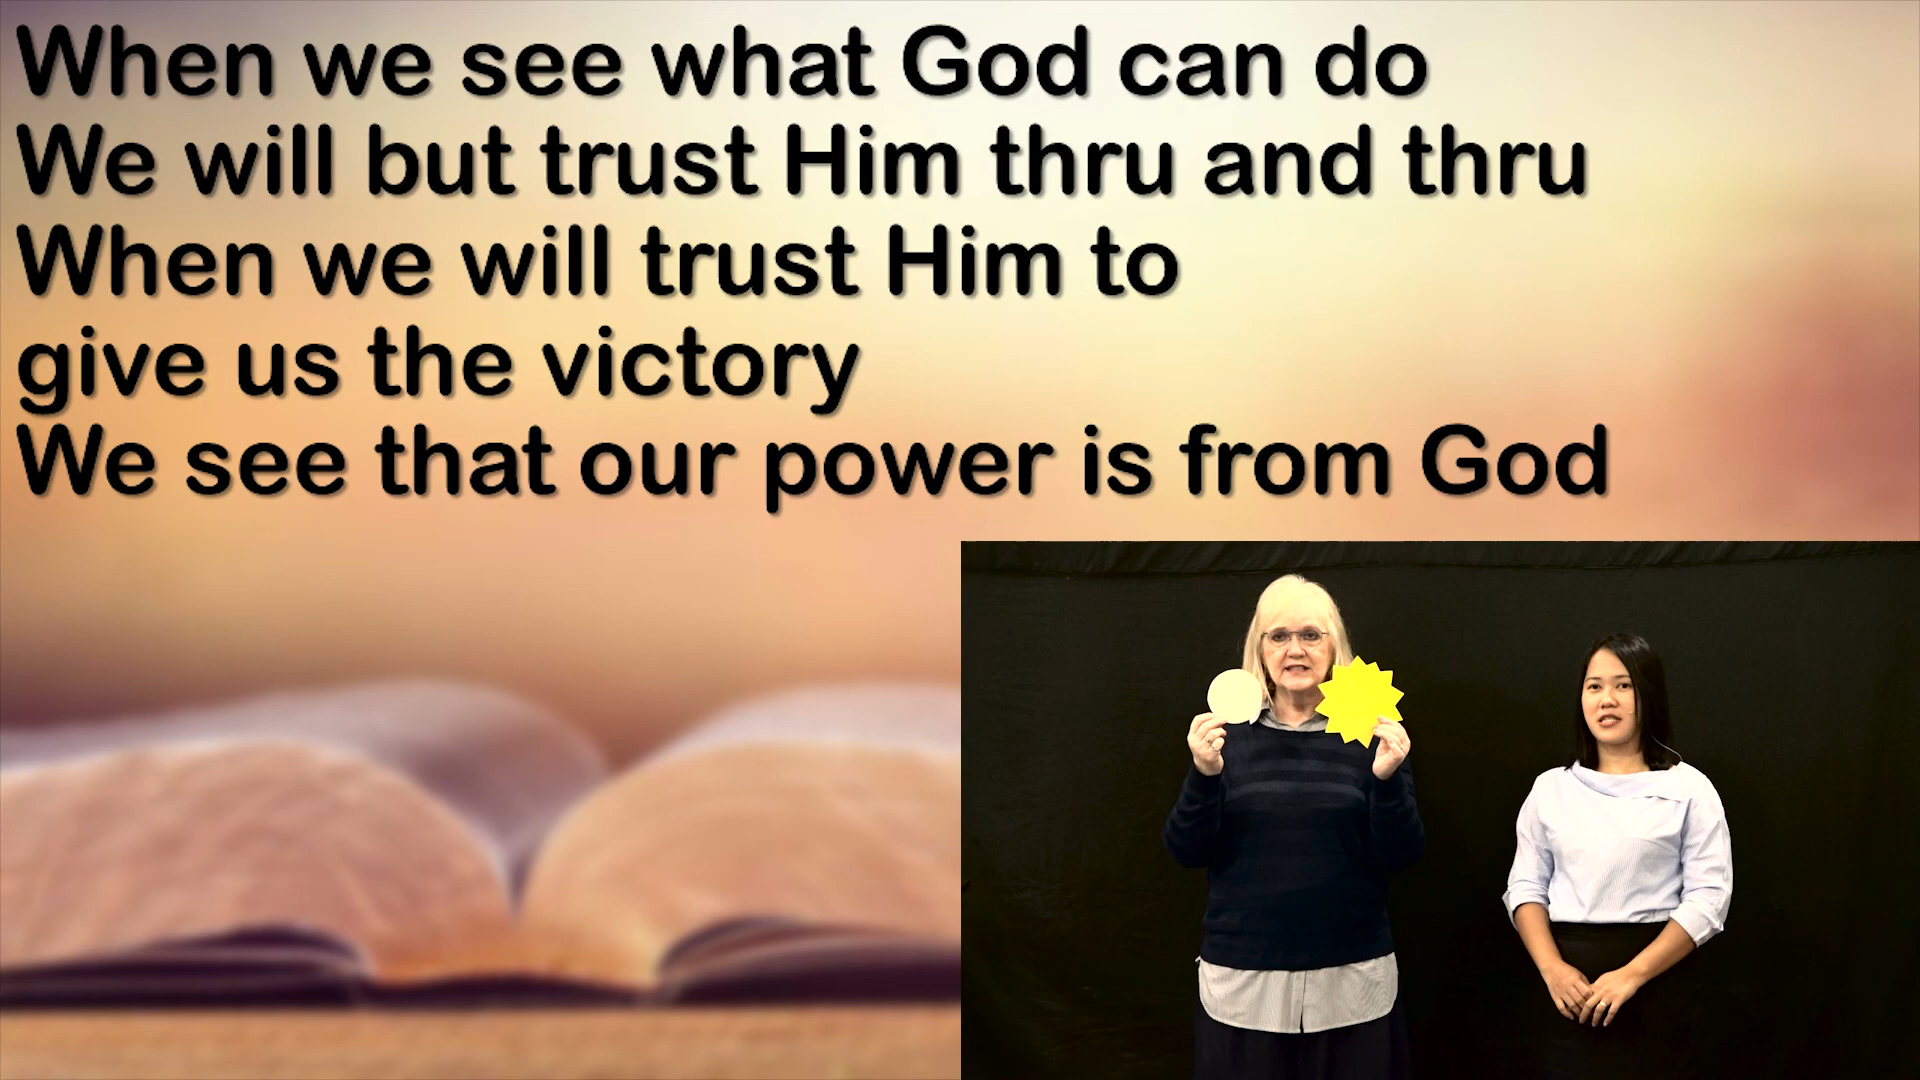 When we see what God can do
We will but trust Him thru and thru
When we will trust Him to
give us the victory
We see that our power is from God